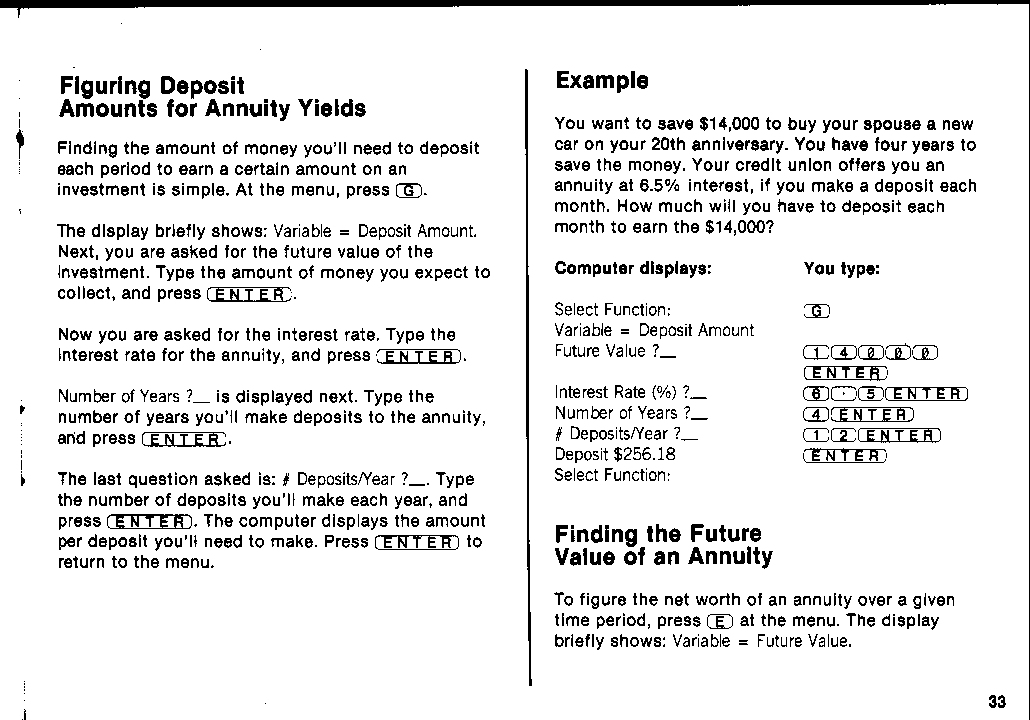 Figuring Deposit
Amounts for Annuity Yields
Finding the amount of money you'll need to deposit
each period to earn a certain amount on an
investment is simple. At the menu, press G.
The display briefly shows: Variable = Deposit Amount.
Next, you are asked for the future value of the
investment. Type the amount of money you expect to
collect, and press ENTER.
Now you are asked for the interest rate. Type the
interest rate for the annuity, and press ENTER.
Number of Years ?_ is displayed next. Type the
number of years you'll make deposits to the annuity,
and press ENTER.
The last question asked is: # Deposits/Year ?_. Type
the number of deposits you'll make each year, and
press ENTER. The computer displays the amount
per deposit you'll need to make. Press ENTER to
return to the menu.
Example
You want to save $14,000 to buy your spouse a new
car on your 20th anniversary. You have four years to
save the money. Your credit union offers you an
annuity at 6.5% interest, if you make a deposit each
month. How much will you have to deposit each
month to earn the $14,000?
Computer displays: You type:
Select Function: G
Variable = Deposit Amount
Future Value ?_ 1 4 0 0 0
ENTER
Interest Rate (%) ?_ 6 . 5 ENTER
Number of Years ?_ 4 ENTER
# Deposits/Year ?_ 1 2 ENTER
Deposit $256.18 ENTER
Select Function:
Finding the Future
Value of an Annuity
To figure the net worth of an annuity over a given
time period, press E at the menu. The display
briefly shows: Variable = Future Value.
33